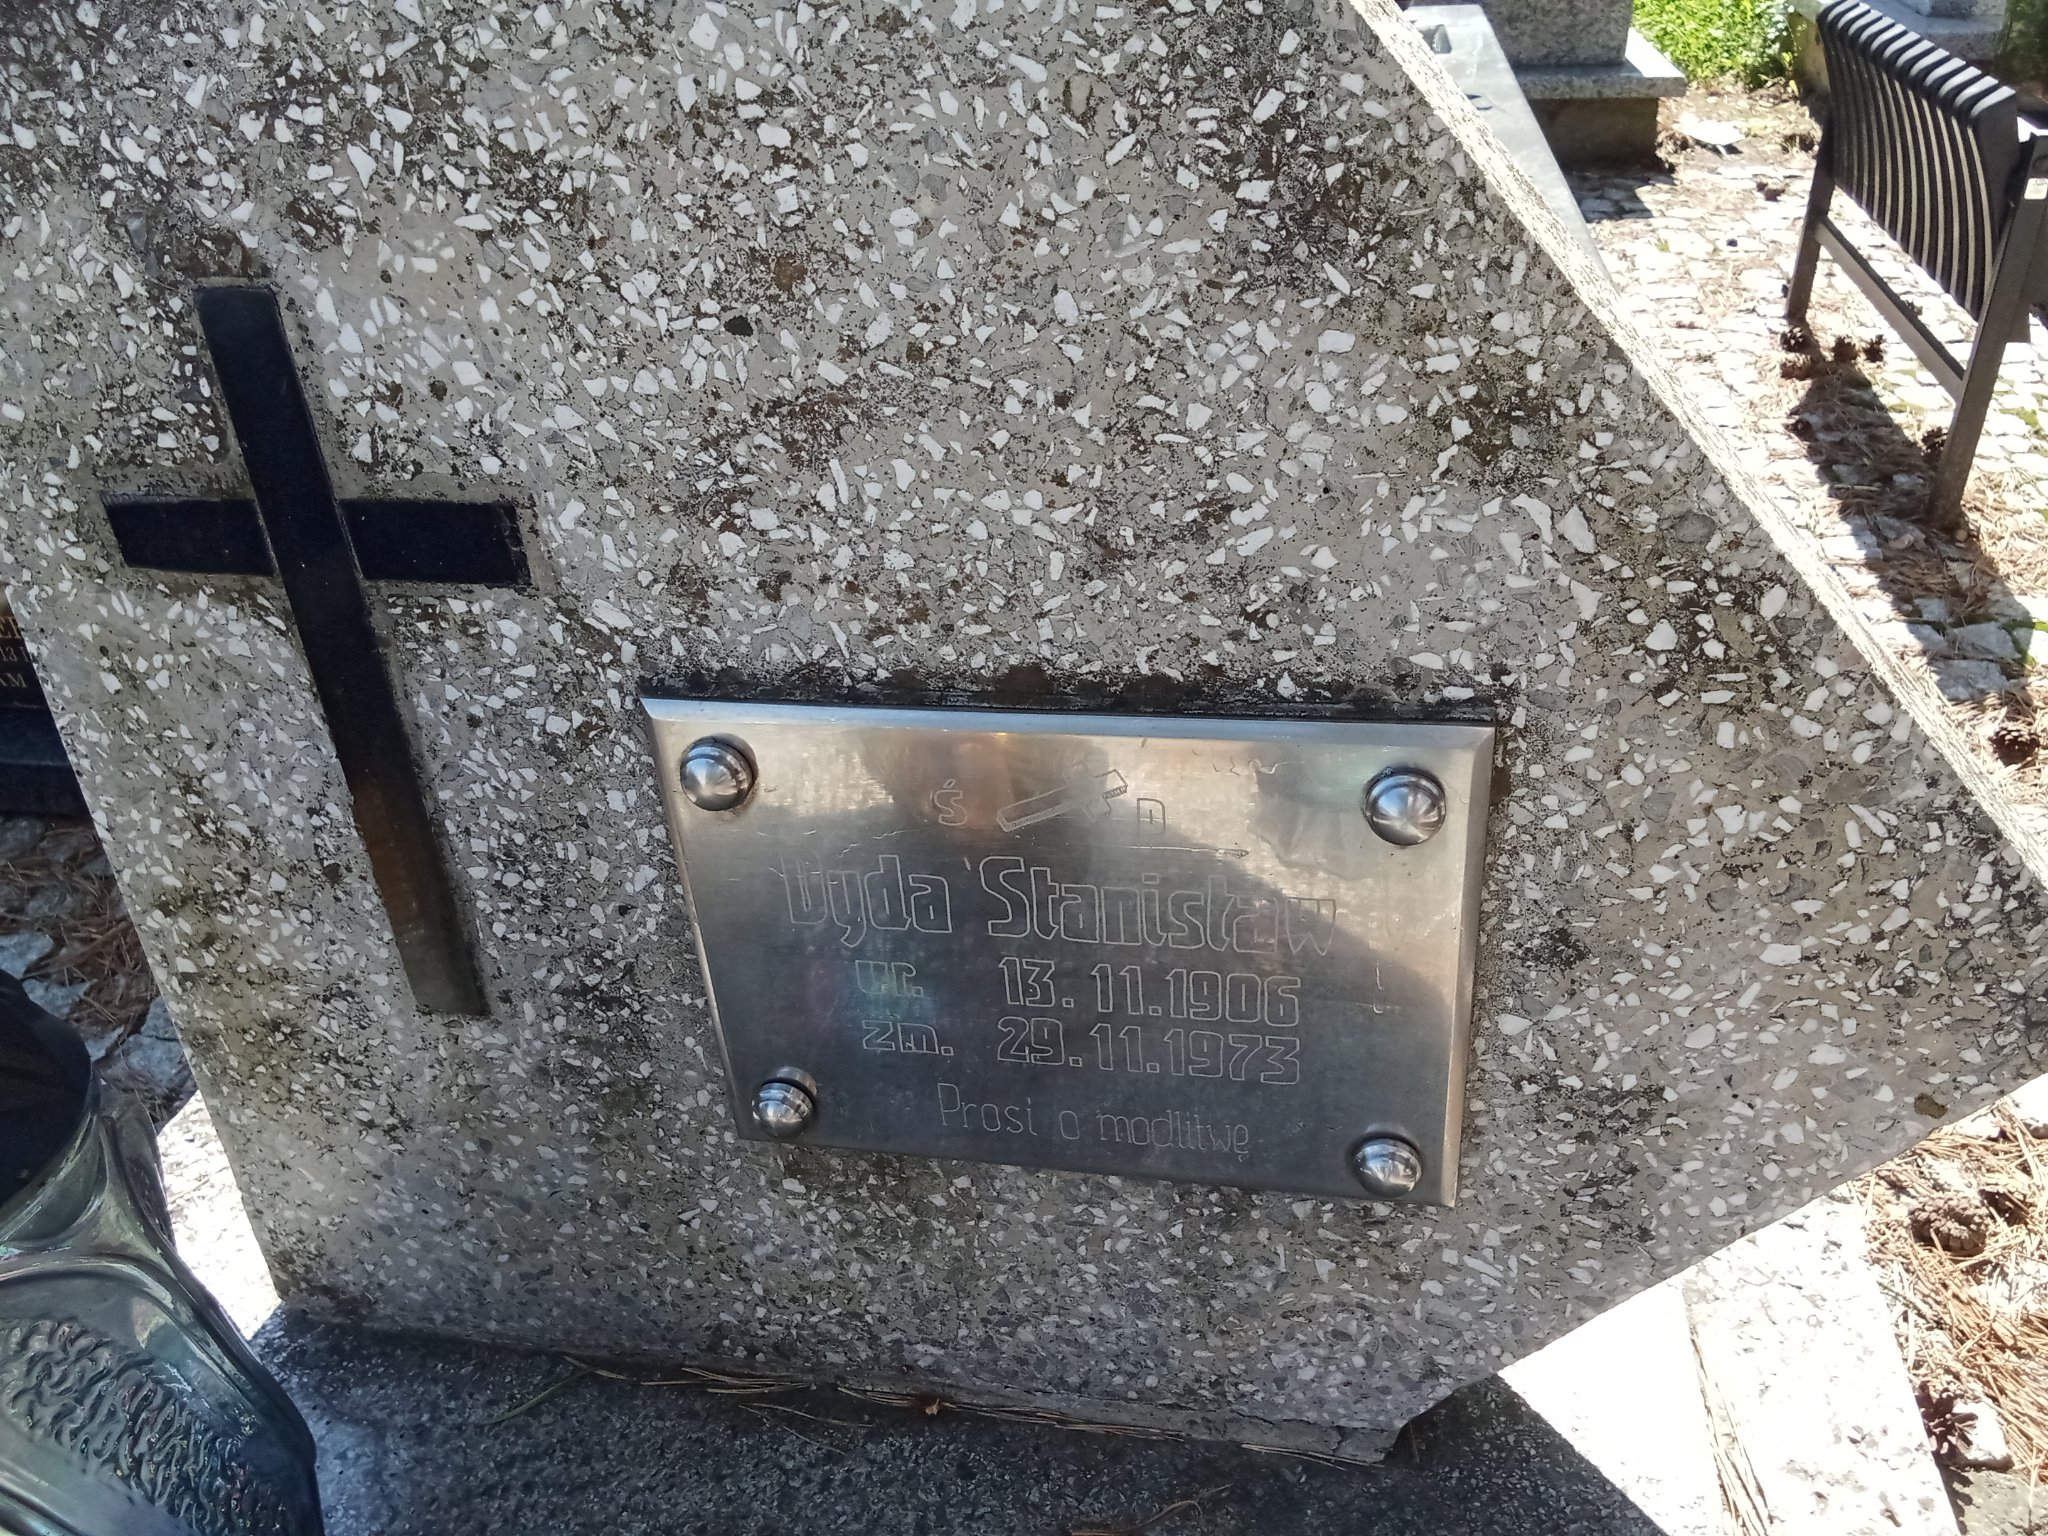 Ś P
Dyda Stanisław
ur. 13.11.1906
zm. 29.11.1973
Prosi o modlitwę